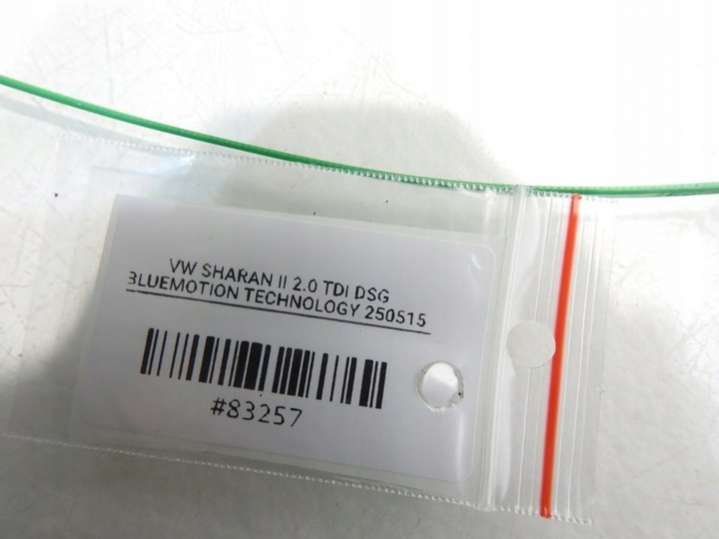 VW SHARAN II 2.0 TDI DSG
BLUEMOTION TECHNOLOGY 250515
#83257